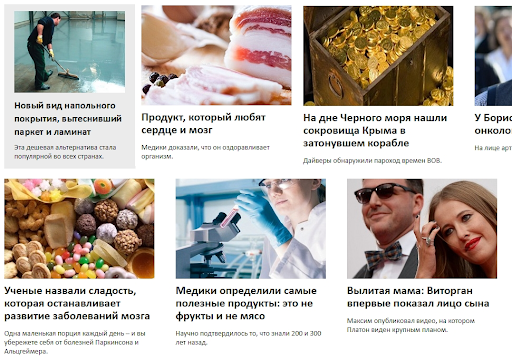 Новый вид напольного
покрытия, вытеснивший
паркет и ламинат
Эта дешевая альтернатива стала
популярной во всех странах.
Продукт, который любят
сердце и мозг
Медики доказали, что он оздоравливает
организм.
На дне Черного моря нашли
сокровища Крыма в
затонувшем корабле
Дайверы обнаружили пароход времен ВОВ.
У Борис
онколо
На лице арт
Ученые назвали сладость,
которая останавливает
развитие заболеваний мозга
Одна маленькая порция каждый день – и вы
убережете себя от болезней Паркинсона и
Альцгеймера.
Медики определили самые
полезные продукты: это не
фрукты и не мясо
Научно подтвердилось то, что знали 200 и 300
лет назад.
Вылитая мама: Виторган
впервые показал лицо сына
Максим опубликовал видео, на котором
Платон виден крупным планом.